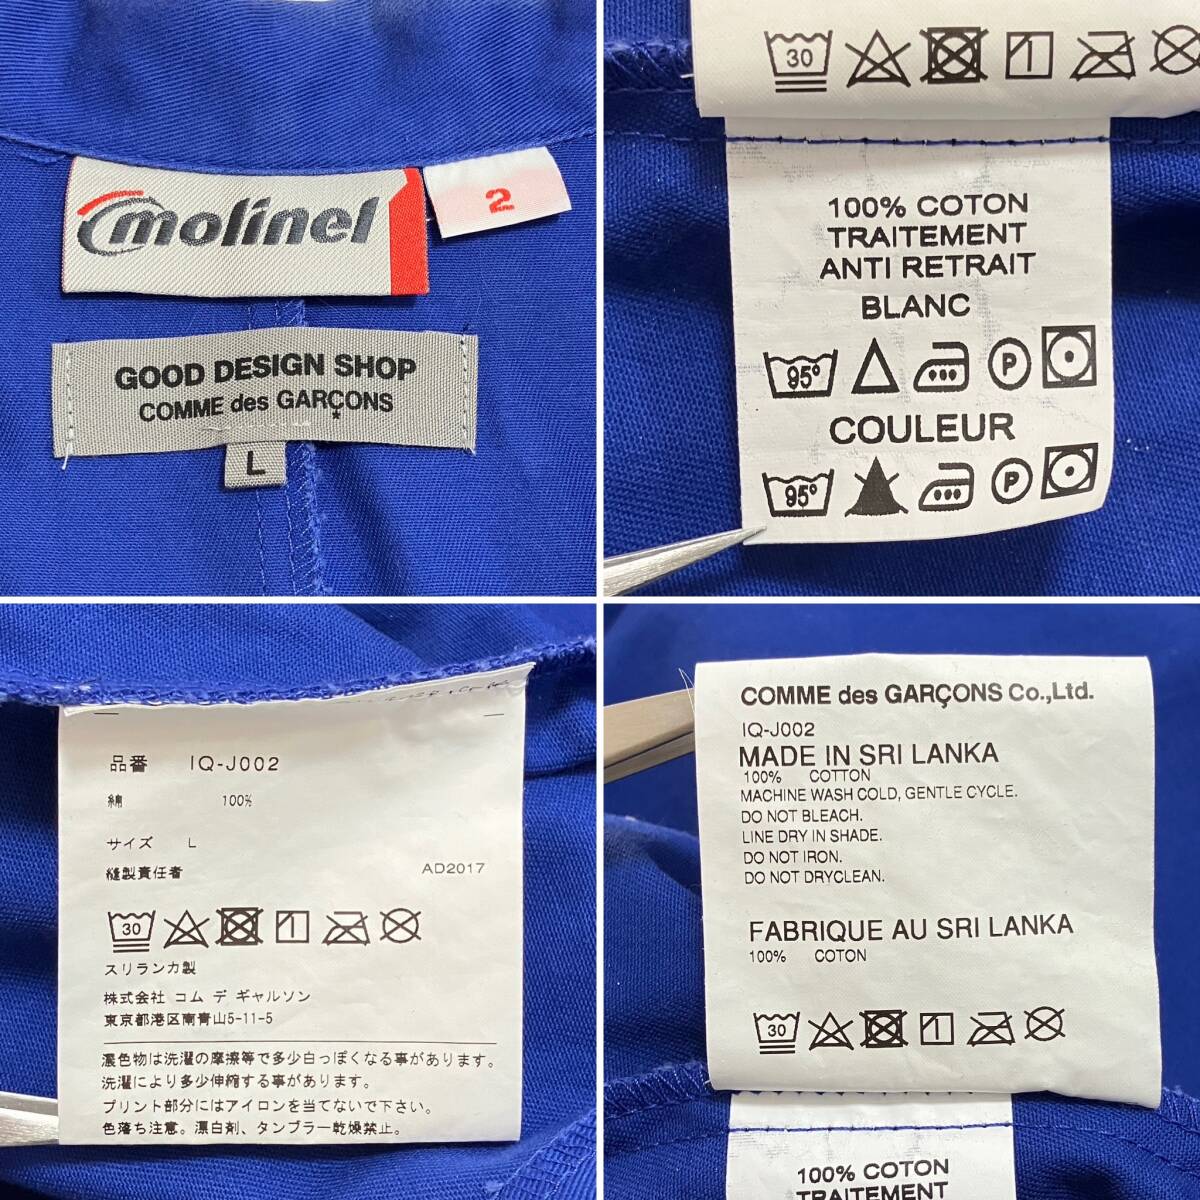 molinel
2
GOOD DESIGN SHOP
COMME des GARÇONS
L
30
1
100% COTON
TRAITEMENT
ANTI RETRAIT
BLANC
95°
P
COULEUR
95°
P
品番 IQ-J002
綿 100%
サイズ L
縫製責任者 AD2017
30
1
スリランカ製
株式会社 コム デ ギャルソン
東京都港区南青山5-11-5
濃色物は洗濯の摩擦等で多少白っぽくなる事があります。
洗濯により多少伸縮する事が有ります。
プリント部分にはアイロンを当てないで下さい。
色落ち注意。漂白剤、タンブラー乾燥禁止。
COMME des GARÇONS Co.,Ltd.
IQ-J002
MADE IN SRI LANKA
100% COTTON
MACHINE WASH COLD, GENTLE CYCLE.
DO NOT BLEACH.
LINE DRY IN SHADE.
DO NOT IRON.
DO NOT DRYCLEAN.
FABRIQUE AU SRI LANKA
100% COTON
30
1
100% COTON
TRAITEMENT